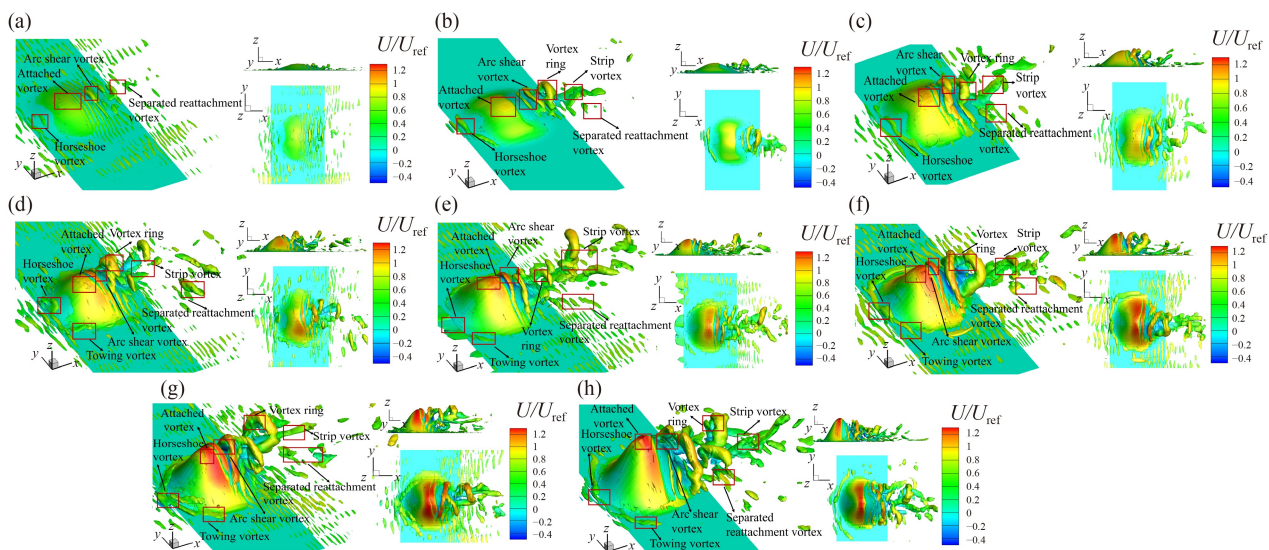 (a)
Arc shear vortex
Attached
vortex
Separated reattachment
vortex
Horseshoe
vortex
z
y
x
z
y
x
y
z
x
U/Uref
1.2
1
0.8
0.6
0.4
0.2
0
−0.2
−0.4
(b)
Vortex
ring
Arc shear
vortex
Strip
vortex
Attached
vortex
Separated reattachment
vortex
Horseshoe
vortex
z
y
x
z
y
x
y
z
x
U/Uref
1.2
1
0.8
0.6
0.4
0.2
0
−0.2
−0.4
(c)
Vortex ring
Arc shear
vortex
Attached
vortex
Strip
vortex
Separated reattachment
vortex
Horseshoe
vortex
z
y
x
z
y
x
y
z
x
U/Uref
1.2
1
0.8
0.6
0.4
0.2
0
−0.2
−0.4
(d)
Vortex ring
Attached
vortex
Horseshoe
vortex
Strip vortex
Separated reattachment
vortex
Arc shear vortex
Towing vortex
z
y
x
z
y
x
y
z
x
U/Uref
1.2
1
0.8
0.6
0.4
0.2
0
−0.2
−0.4
(e)
Arc shear
vortex
Strip vortex
Attached
vortex
Horseshoe
vortex
Separated reattachment
vortex
Vortex
ring
Towing vortex
z
y
x
y
z
x
y
z
x
U/Uref
1.2
1
0.8
0.6
0.4
0.2
0
−0.2
−0.4
(f)
Attached
vortex
Vortex
ring
Strip
vortex
Horseshoe
vortex
Separated reattachment
vortex
Arc shear vortex
Towing vortex
z
y
x
z
y
x
y
z
x
U/Uref
1.2
1
0.8
0.6
0.4
0.2
0
−0.2
−0.4
(g)
Attached
vortex
Vortex ring
Horseshoe
vortex
Strip vortex
Separated reattachment
vortex
Arc shear vortex
Towing vortex
z
y
x
z
y
x
y
z
x
U/Uref
1.2
1
0.8
0.6
0.4
0.2
0
−0.2
−0.4
(h)
Attached
vortex
Vortex
ring
Strip vortex
Horseshoe
vortex
Arc shear
vortex
Separated
reattachment vortex
Towing vortex
z
y
x
z
y
x
y
z
x
U/Uref
1.2
1
0.8
0.6
0.4
0.2
0
−0.2
−0.4